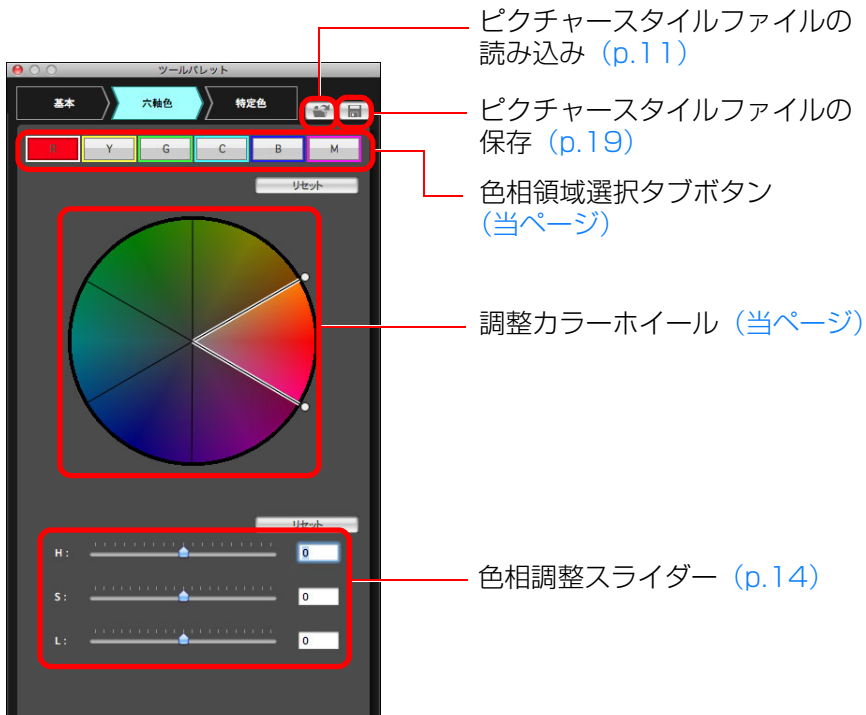 ピクチャースタイルファイルの
読み込み（p.11）
ピクチャースタイルファイルの
保存（p.19）
色相領域選択タブボタン
（当ページ）
調整カラーホイール（当ページ）
色相調整スライダー（p.14）
ツールパレット
基本
六軸色
特定色
R
Y
G
C
B
M
リセット
リセット
H：
0
S：
0
L：
0